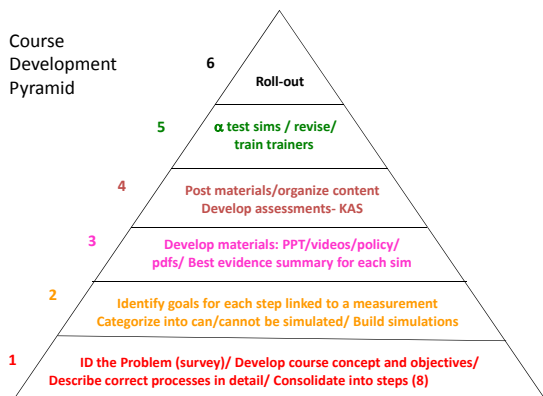 Course
Development
Pyramid
6
Roll-out
5
α test sims / revise/
train trainers
4
Post materials/organize content
Develop assessments- KAS
3
Develop materials: PPT/videos/policy/
pdfs/ Best evidence summary for each sim
2
Identify goals for each step linked to a measurement
Categorize into can/cannot be simulated/ Build simulations
1
ID the Problem (survey)/ Develop course concept and objectives/
Describe correct processes in detail/ Consolidate into steps (8)